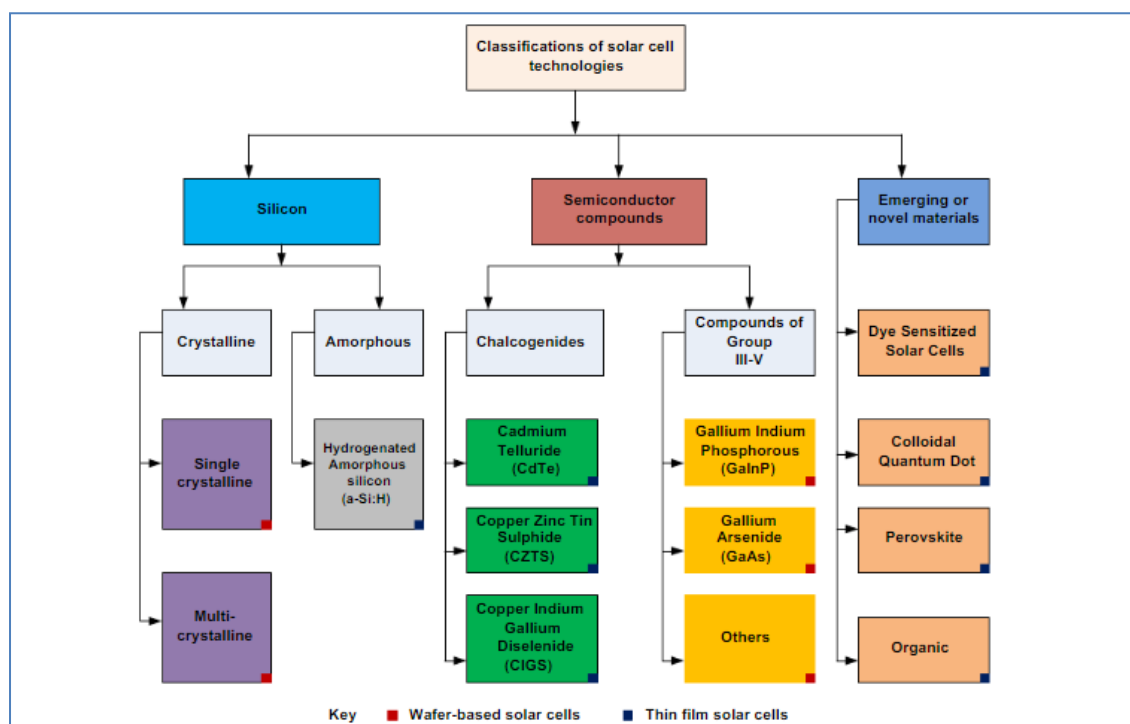 Classifications of solar cell
technologies
Silicon
Semiconductor
compounds
Emerging or
novel materials
Crystalline
Amorphous
Chalcogenides
Compounds of
Group
III-V
Dye Sensitized
Solar Cells
Single
crystalline
Hydrogenated
Amorphous
silicon
(a-Si:H)
Cadmium
Telluride
(CdTe)
Gallium Indium
Phosphorous
(GaInP)
Colloidal
Quantum Dot
Copper Zinc Tin
Sulphide
(CZTS)
Gallium
Arsenide
(GaAs)
Perovskite
Multi-
crystalline
Copper Indium
Gallium
Diselenide
(CIGS)
Others
Organic
Key
Wafer-based solar cells
Thin film solar cells